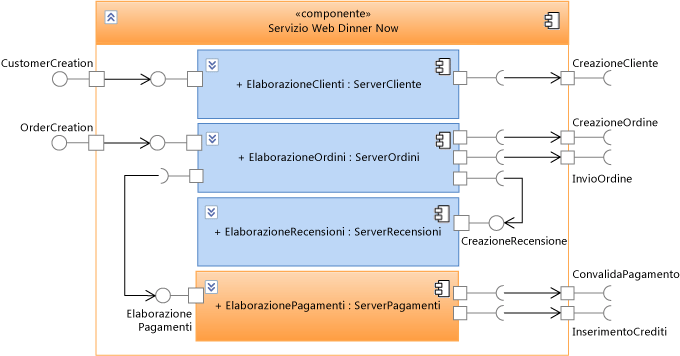 «componente»
Servizio Web Dinner Now
CustomerCreation
+ ElaborazioneClienti : ServerCliente
CreazioneCliente
OrderCreation
+ ElaborazioneOrdini : ServerOrdini
CreazioneOrdine
InvioOrdine
+ ElaborazioneRecensioni : ServerRecensioni
CreazioneRecensione
Elaborazione
Pagamenti
+ ElaborazionePagamenti : ServerPagamenti
ConvalidaPagamento
InserimentoCrediti